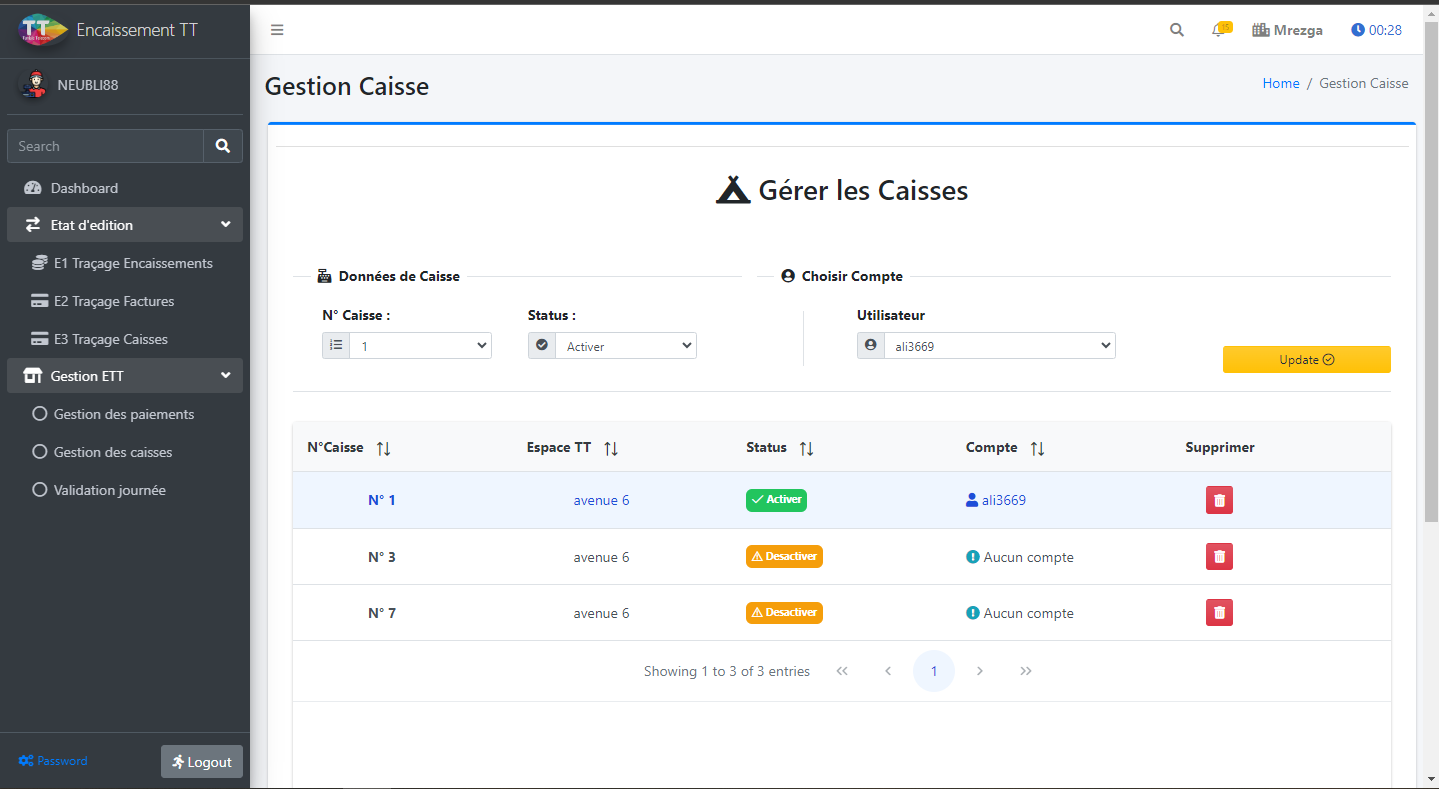 TT
Encaissement TT
NEUBLI88
Search
Dashboard
Etat d'edition
E1 Traçage Encaissements
E2 Traçage Factures
E3 Traçage Caisses
Gestion ETT
Gestion des paiements
Gestion des caisses
Validation journée
Password
Logout
Mrezga
00:28
Gestion Caisse
Home / Gestion Caisse
Gérer les Caisses
Données de Caisse
Choisir Compte
N° Caisse :
Status :
Utilisateur
1
Activer
ali3669
Update
N°Caisse Espace TT Status Compte Supprimer
N° 1 avenue 6 Activer ali3669
N° 3 avenue 6 Desactiver Aucun compte
N° 7 avenue 6 Desactiver Aucun compte
Showing 1 to 3 of 3 entries << < 1 > >>